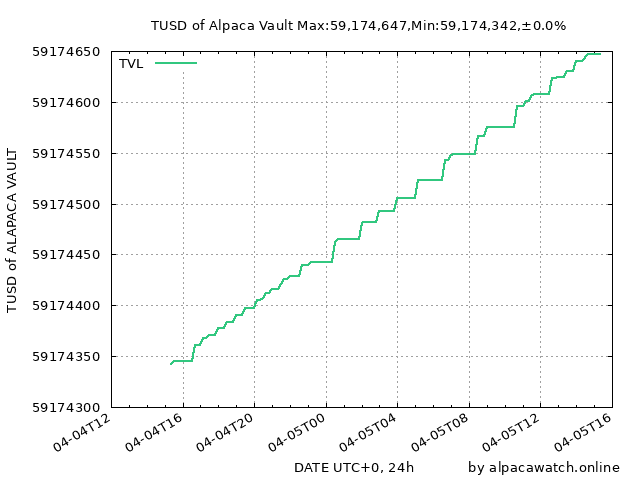 TUSD of Alpaca Vault Max:59,174,647,Min:59,174,342,±0.0%
TVL
59174650
59174600
59174550
59174500
59174450
59174400
59174350
59174300
TUSD of ALAPACA VAULT
04-04T12
04-04T16
04-04T20
04-05T00
04-05T04
04-05T08
04-05T12
04-05T16
DATE UTC+0, 24h
by alpacawatch.online